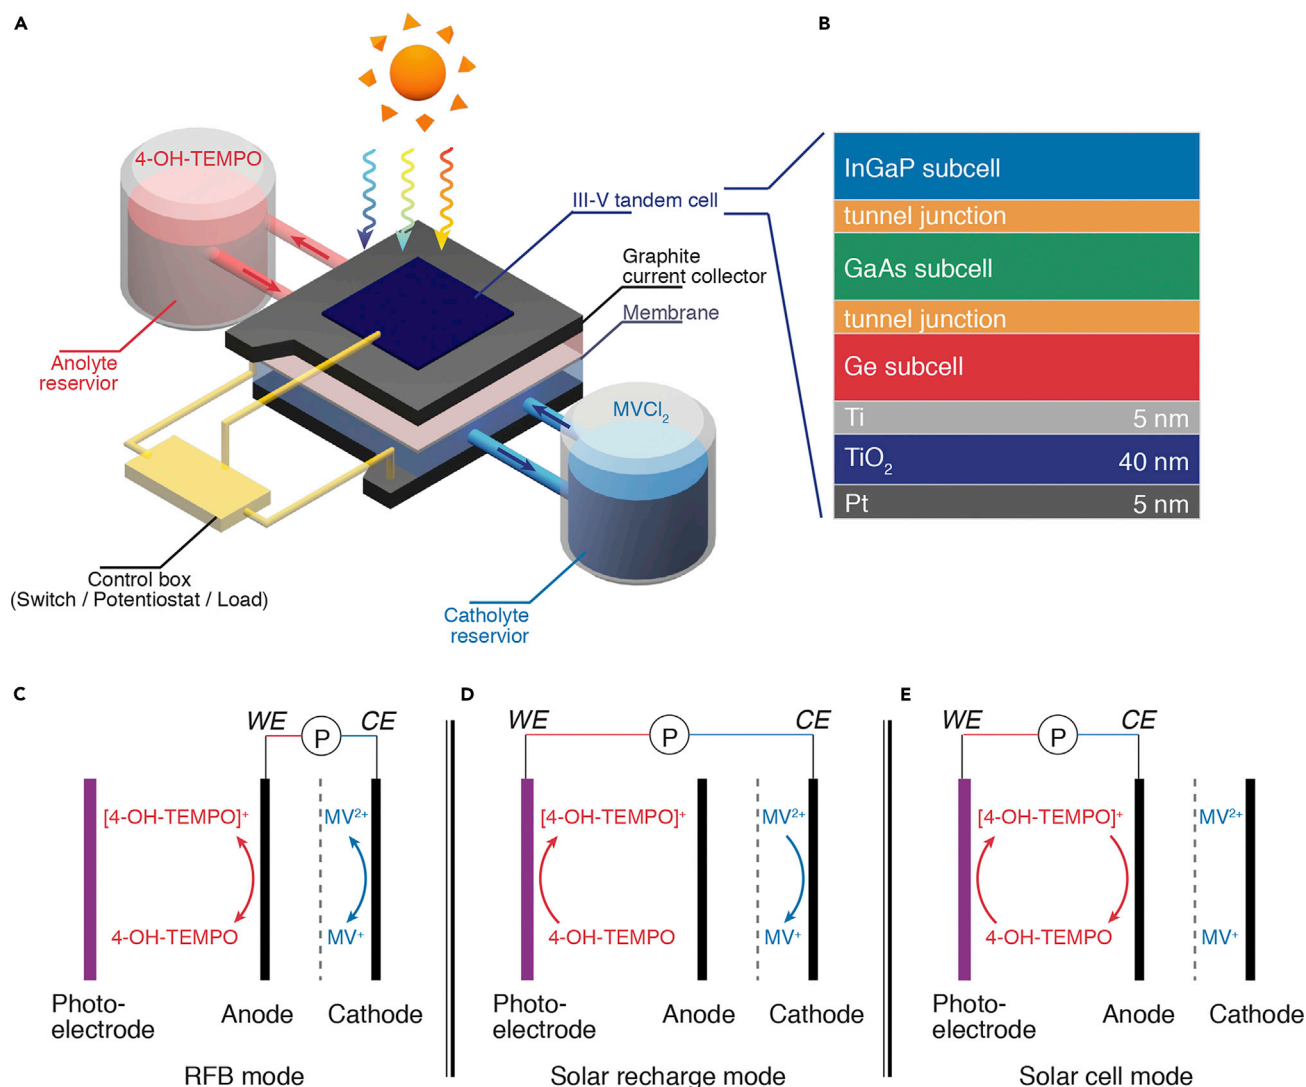 A
4-OH-TEMPO
III-V tandem cell
Graphite
current collector
Membrane
Anolyte
reservior
MVCl₂
Control box
(Switch / Potentiostat / Load)
Catholyte
reservior
B
InGaP subcell
tunnel junction
GaAs subcell
tunnel junction
Ge subcell
Ti 5 nm
TiO₂ 40 nm
Pt 5 nm
C
WE P CE
[4-OH-TEMPO]⁺ MV²⁺
4-OH-TEMPO MV⁺
Photo-
electrode Anode Cathode
RFB mode
D
WE P CE
[4-OH-TEMPO]⁺ MV²⁺
4-OH-TEMPO MV⁺
Photo-
electrode Anode Cathode
Solar recharge mode
E
WE P CE
[4-OH-TEMPO]⁺ MV²⁺
4-OH-TEMPO MV⁺
Photo-
electrode Anode Cathode
Solar cell mode